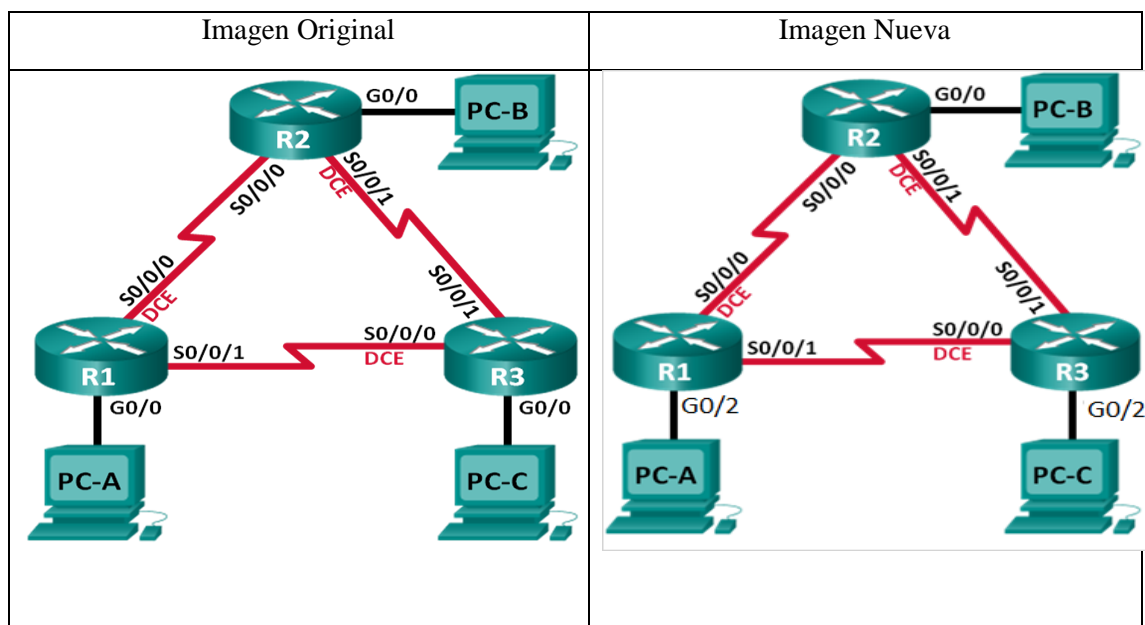 Imagen Original
Imagen Nueva
G0/0
PC-B
R2
S0/0/0
S0/0/1
DCE
S0/0/0
DCE
S0/0/1
R1
S0/0/1
S0/0/0
DCE
R3
G0/0
G0/0
PC-A
PC-C
G0/0
PC-B
R2
S0/0/0
S0/0/1
DCE
S0/0/0
DCE
S0/0/1
R1
S0/0/1
S0/0/0
DCE
R3
G0/2
G0/2
PC-A
PC-C